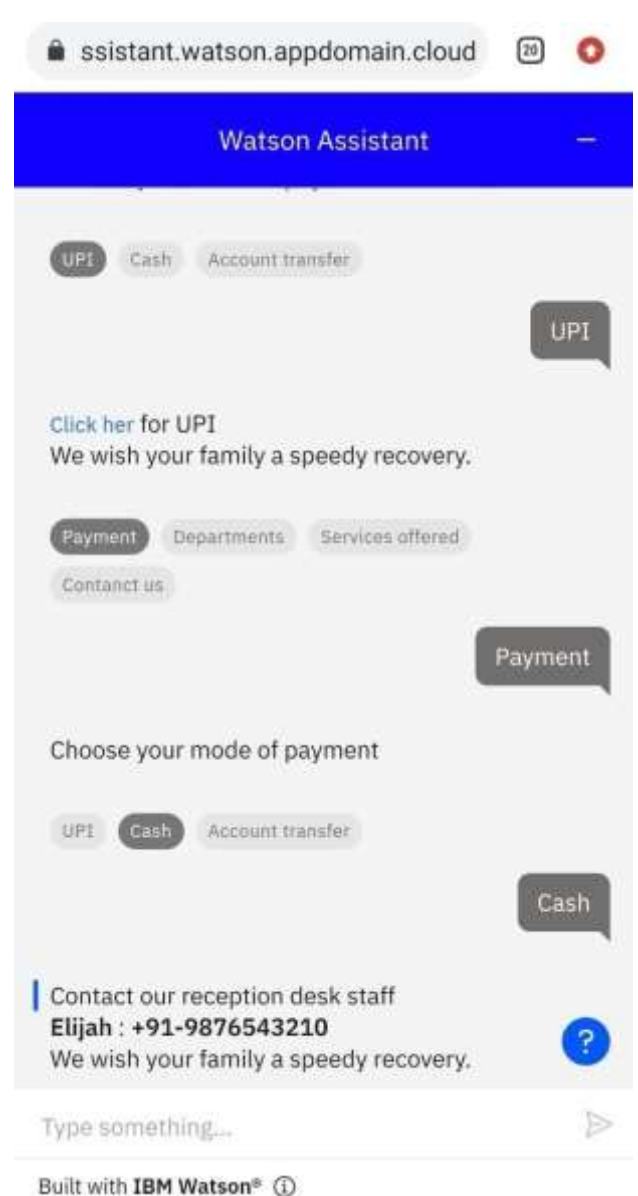 ssistant.watson.appdomain.cloud 20
Watson Assistant
UPI Cash Account transfer
UPI
Click her for UPI
We wish your family a speedy recovery.
Payment Departments Services offered
Contanct us
Payment
Choose your mode of payment
UPI Cash Account transfer
Cash
Contact our reception desk staff
Elijah : +91-9876543210
We wish your family a speedy recovery.
?
Type something...
Built with IBM Watson®